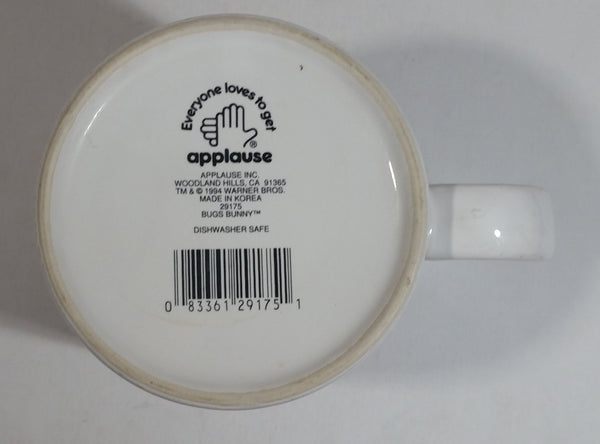 Everyone loves to get
®
applause
APPLAUSE INC.
WOODLAND HILLS, CA 91365
TM & © 1994 WARNER BROS.
MADE IN KOREA
29175
BUGS BUNNY™
DISHWASHER SAFE
0 83361 29175 1